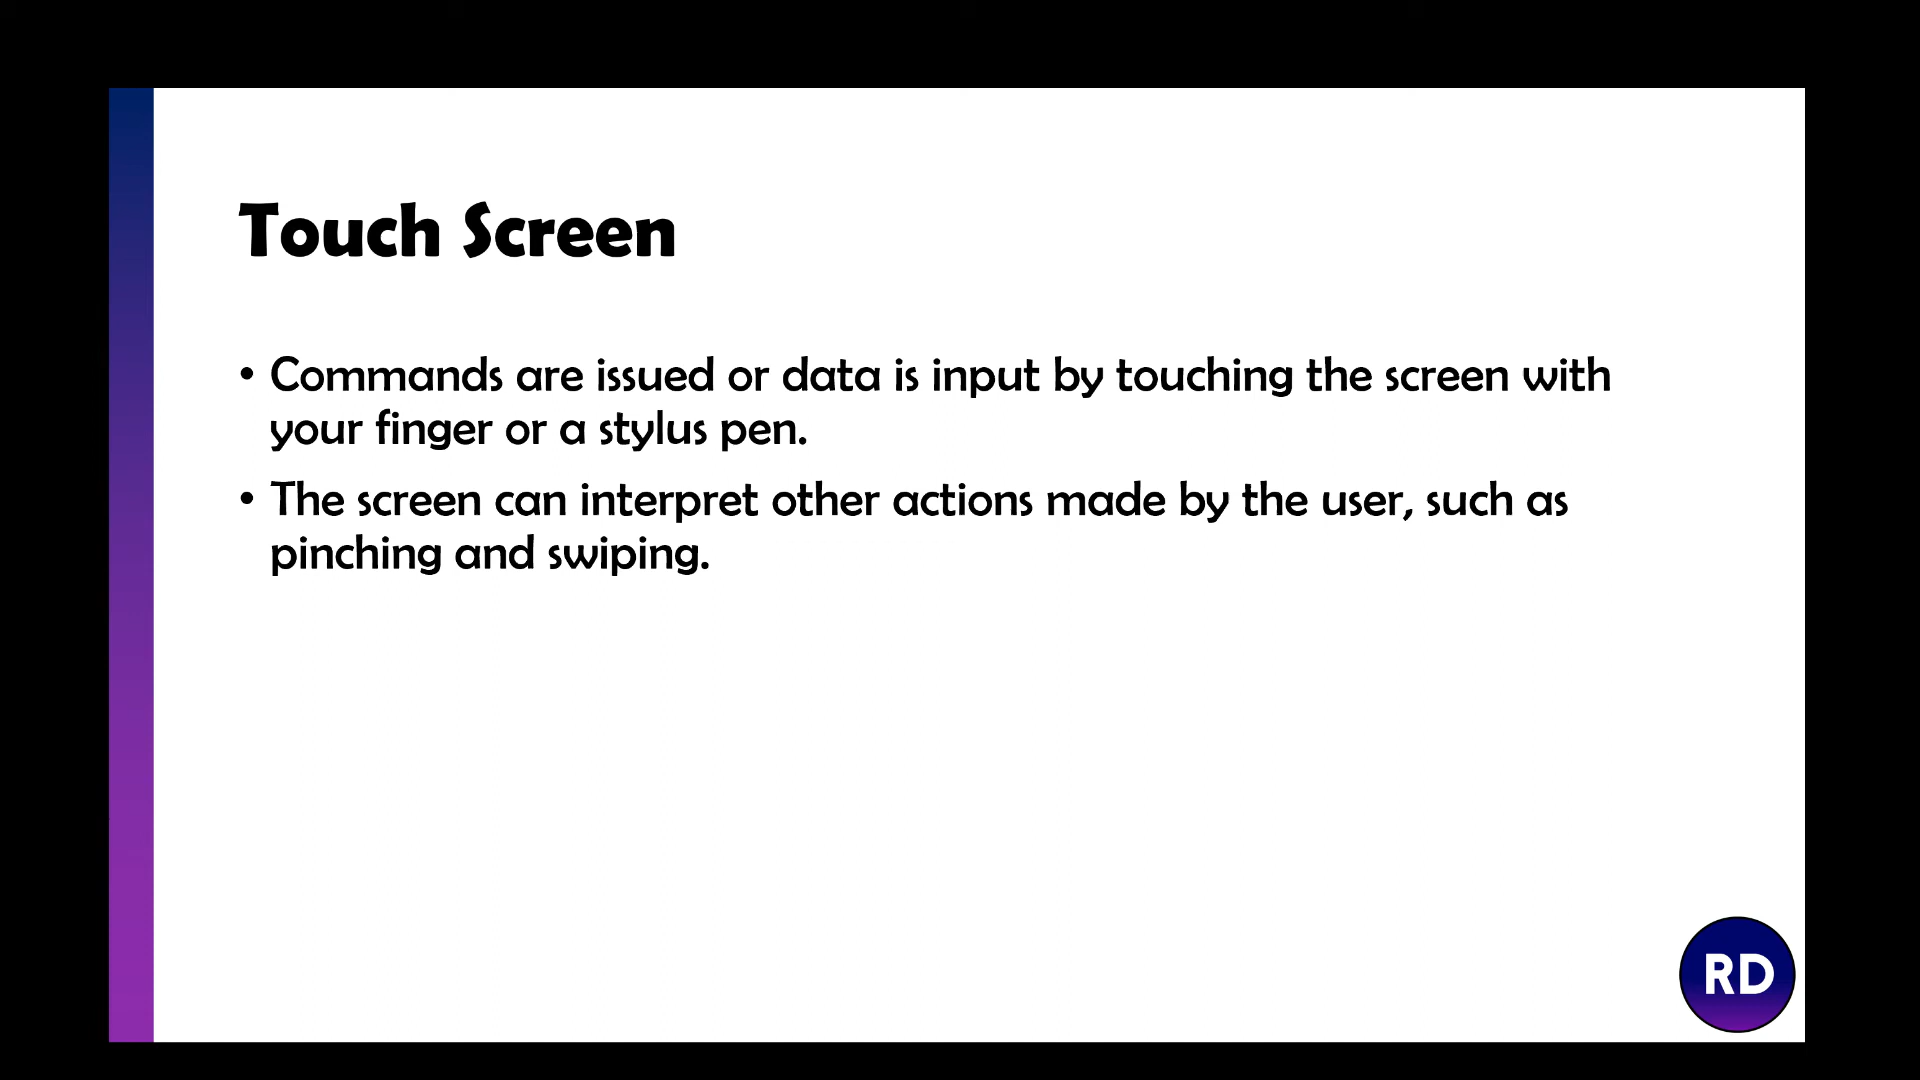 Touch Screen
• Commands are issued or data is input by touching the screen with
your finger or a stylus pen.
• The screen can interpret other actions made by the user, such as
pinching and swiping.
RD